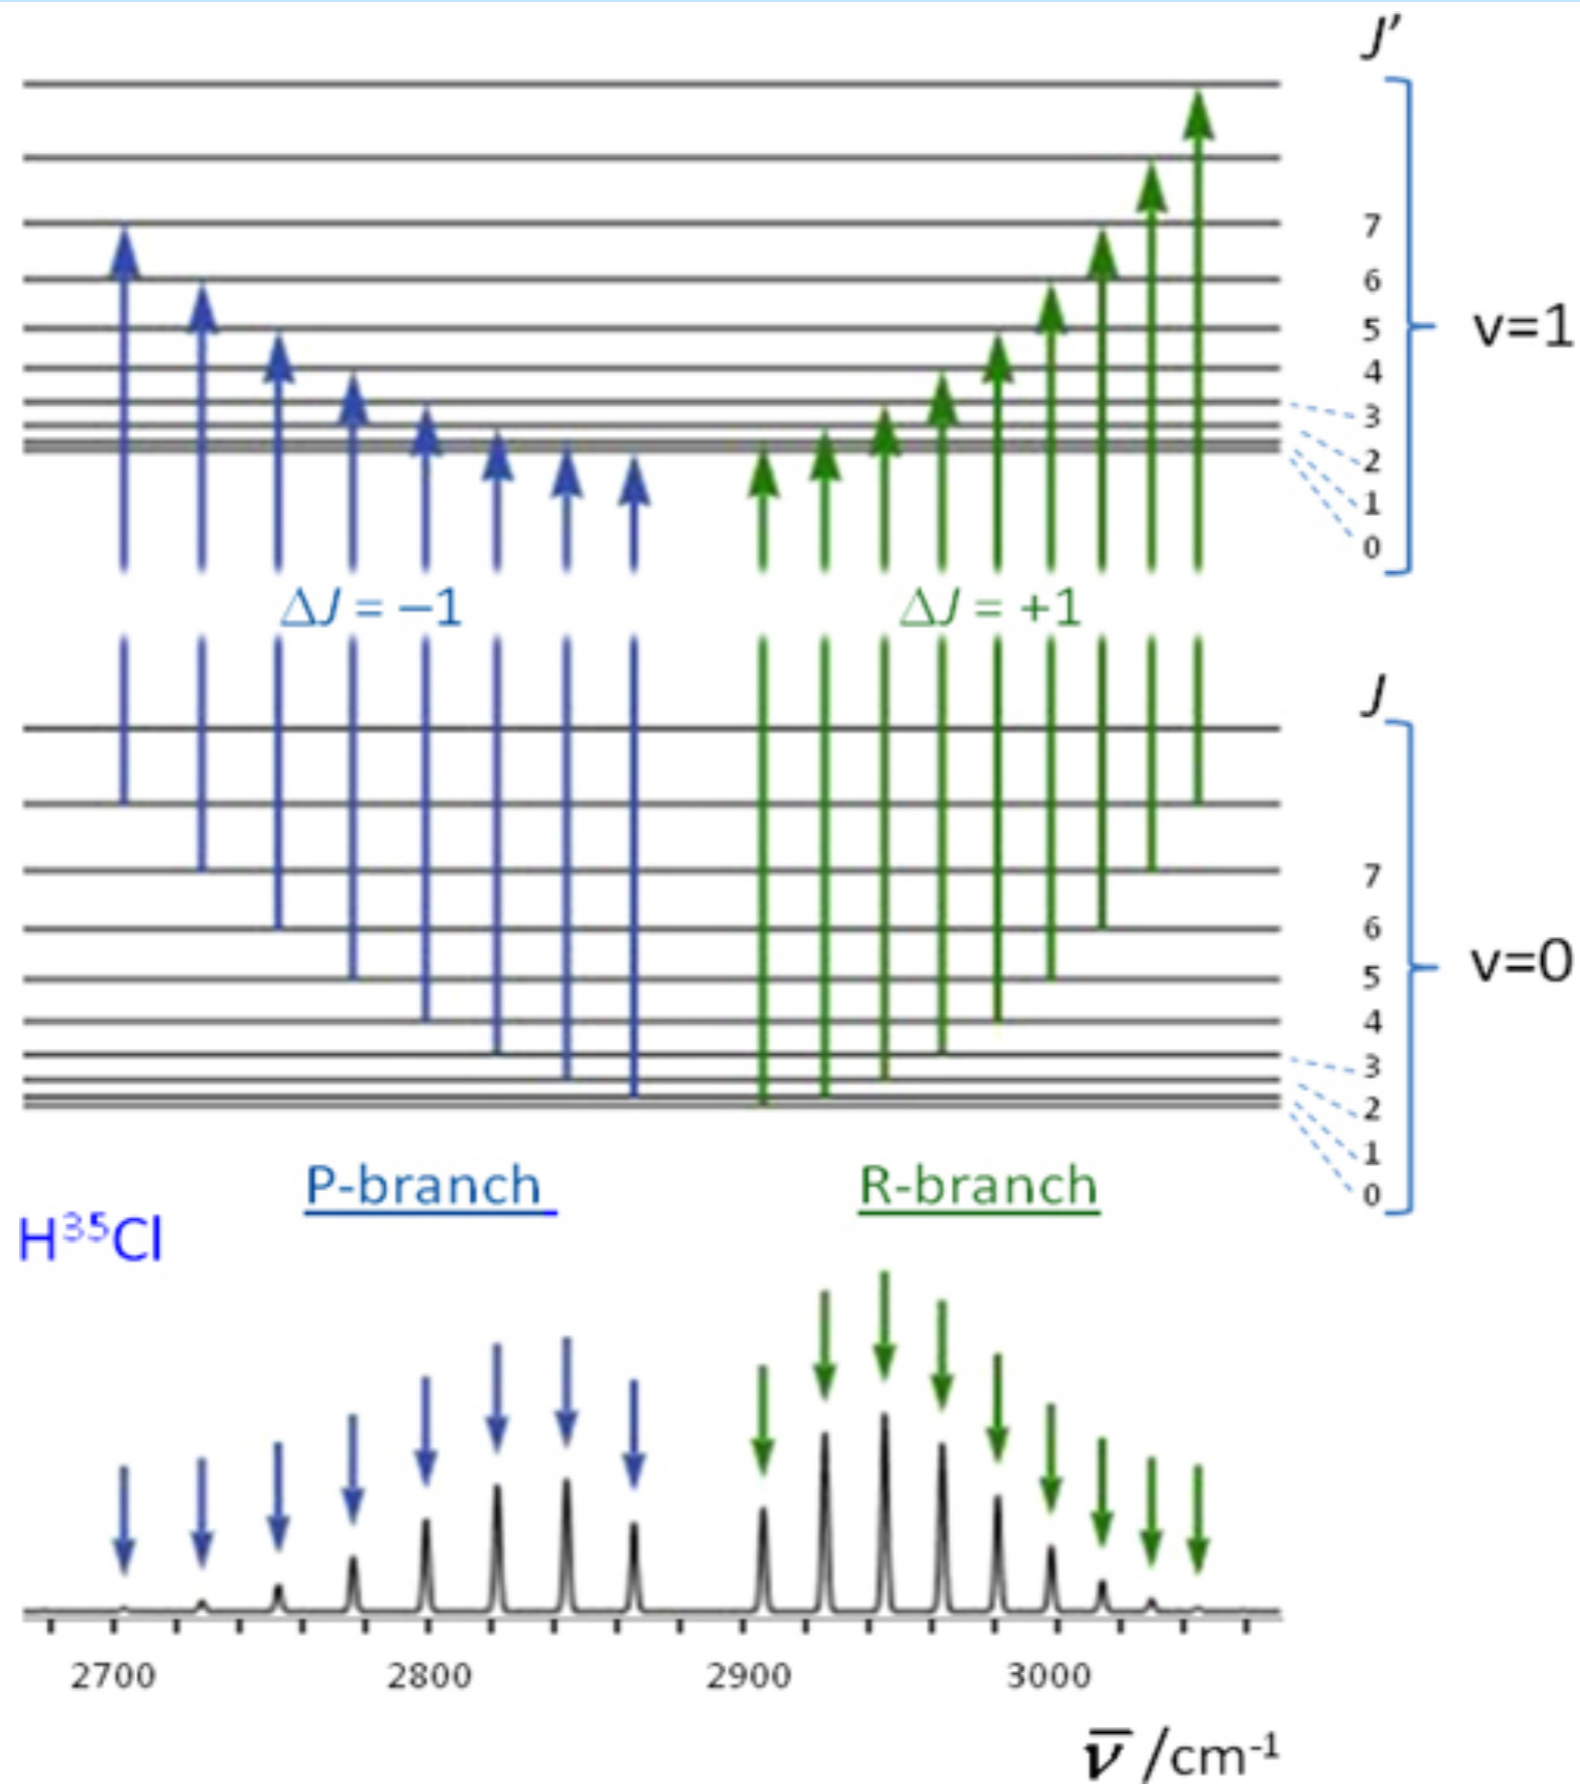 J’
7
6
5
4
3
2
1
0
v=1
ΔJ = –1
ΔJ = +1
J
7
6
5
4
3
2
1
0
v=0
P-branch
R-branch
H³⁵Cl
2700
2800
2900
3000
ν̅ /cm⁻¹